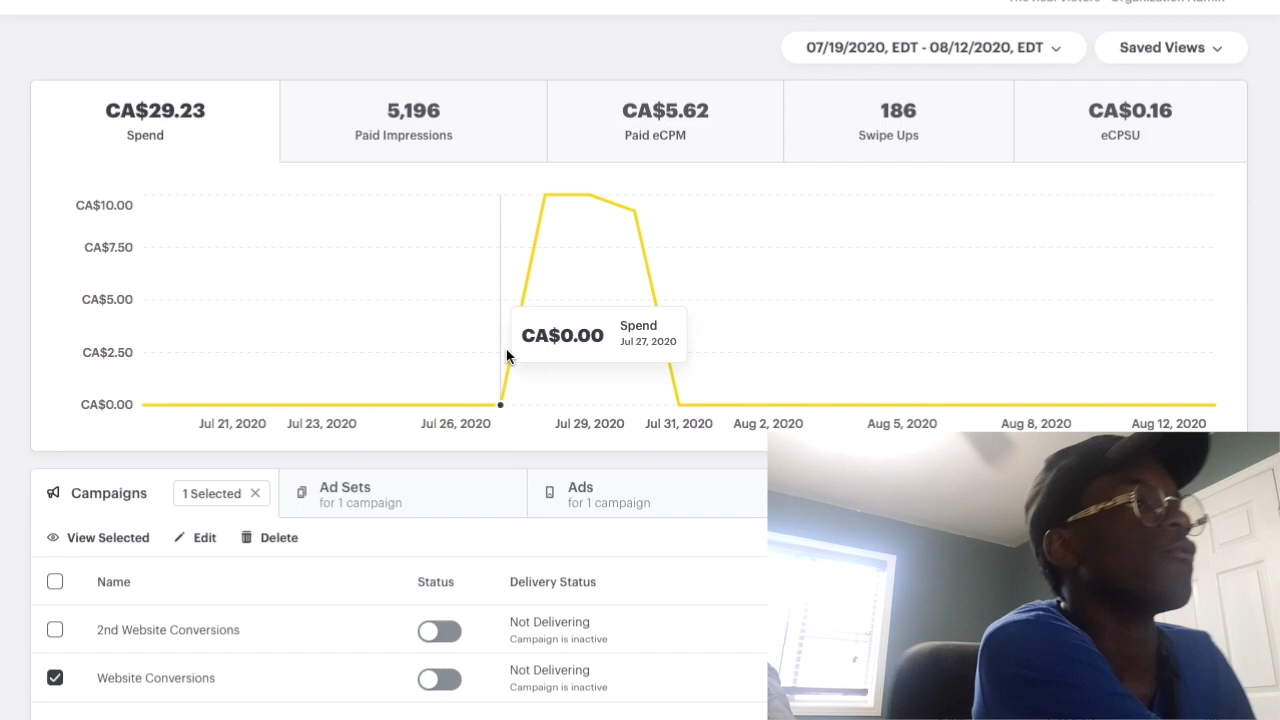 07/19/2020, EDT - 08/12/2020, EDT
Saved Views
CA$29.23
Spend
5,196
Paid Impressions
CA$5.62
Paid eCPM
186
Swipe Ups
CA$0.16
eCPSU
CA$10.00
CA$7.50
CA$5.00
CA$2.50
CA$0.00
CA$0.00
Spend
Jul 27, 2020
Jul 21, 2020
Jul 23, 2020
Jul 26, 2020
Jul 29, 2020
Jul 31, 2020
Aug 2, 2020
Aug 5, 2020
Aug 8, 2020
Aug 12, 2020
Campaigns
1 Selected
Ad Sets
for 1 campaign
Ads
for 1 campaign
View Selected
Edit
Delete
Name
Status
Delivery Status
2nd Website Conversions
Not Delivering
Campaign is inactive
Website Conversions
Not Delivering
Campaign is inactive